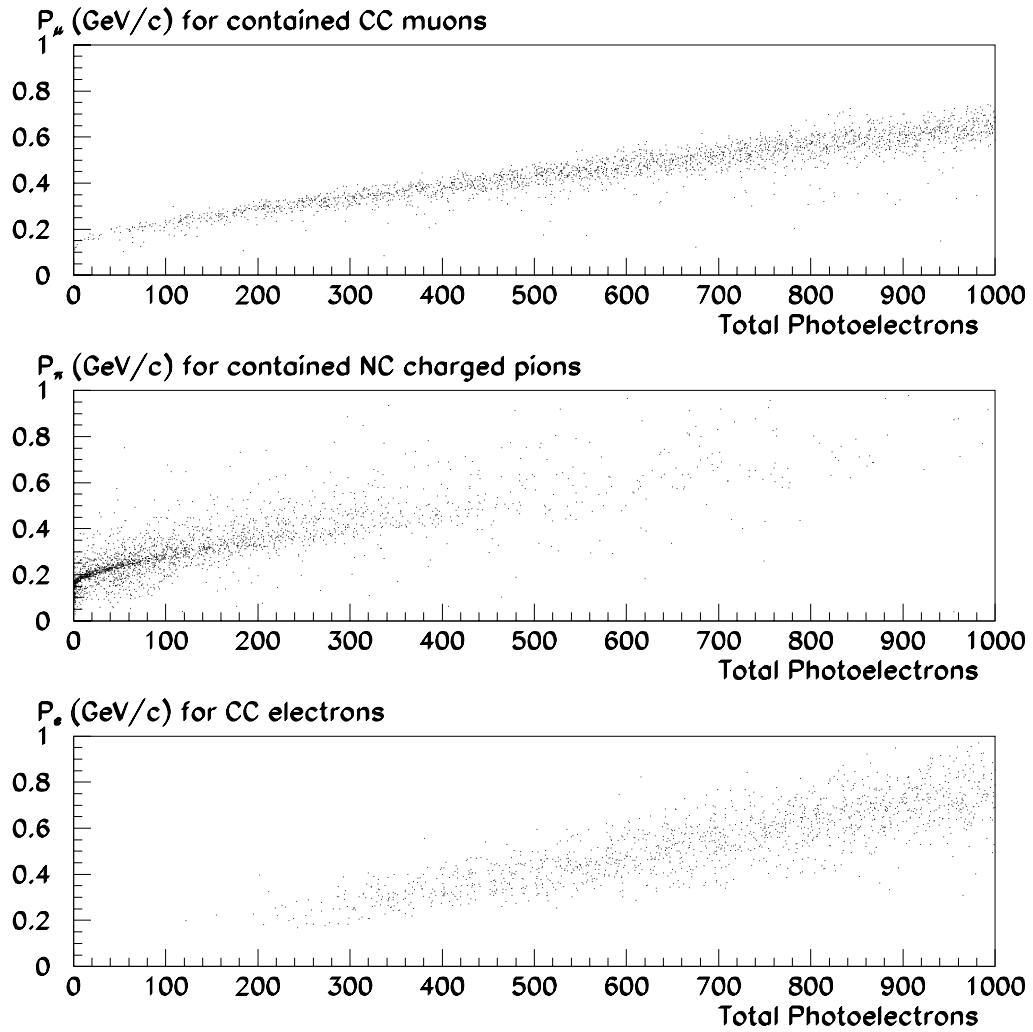 P_μ (GeV/c) for contained CC muons
1
0.8
0.6
0.4
0.2
0
0 100 200 300 400 500 600 700 800 900 1000
Total Photoelectrons
P_π (GeV/c) for contained NC charged pions
1
0.8
0.6
0.4
0.2
0
0 100 200 300 400 500 600 700 800 900 1000
Total Photoelectrons
P_e (GeV/c) for CC electrons
1
0.8
0.6
0.4
0.2
0
0 100 200 300 400 500 600 700 800 900 1000
Total Photoelectrons